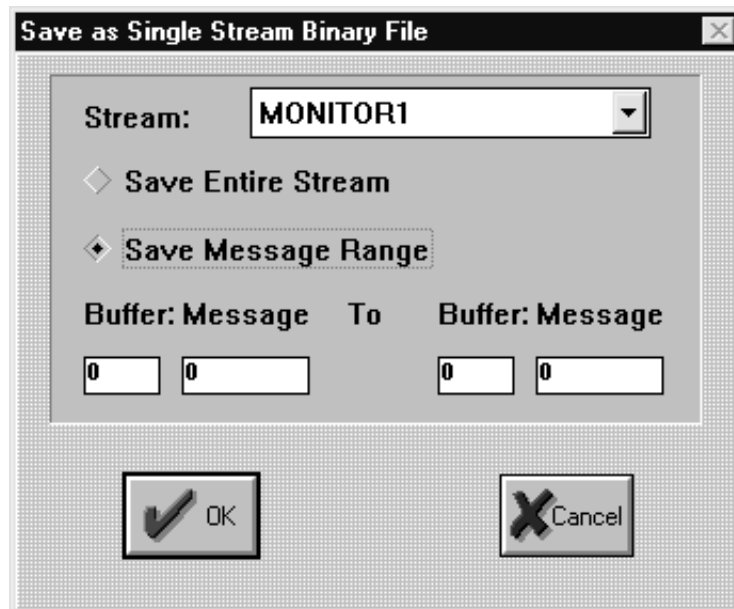 Save as Single Stream Binary File
Stream: MONITOR1
Save Entire Stream
Save Message Range
Buffer: Message To Buffer: Message
0 0 0 0
OK Cancel